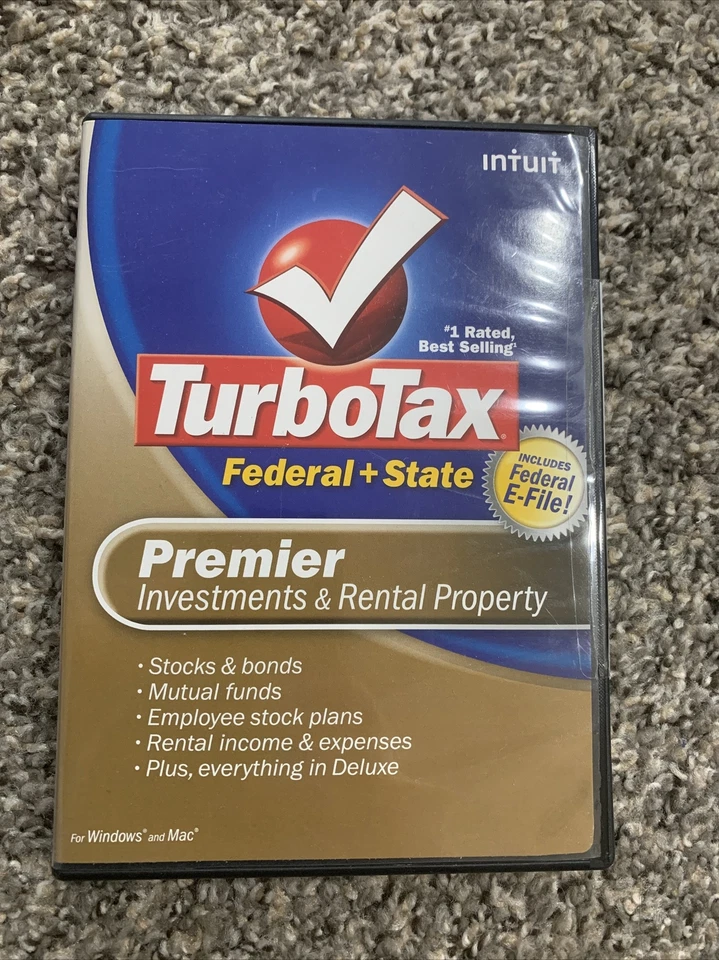 INTUIT
#1 Rated,
Best Selling¹
TurboTax®
Federal + State
INCLUDES
Federal
E-File!
Premier
Investments & Rental Property
• Stocks & bonds
• Mutual funds
• Employee stock plans
• Rental income & expenses
• Plus, everything in Deluxe
For Windows® and Mac®